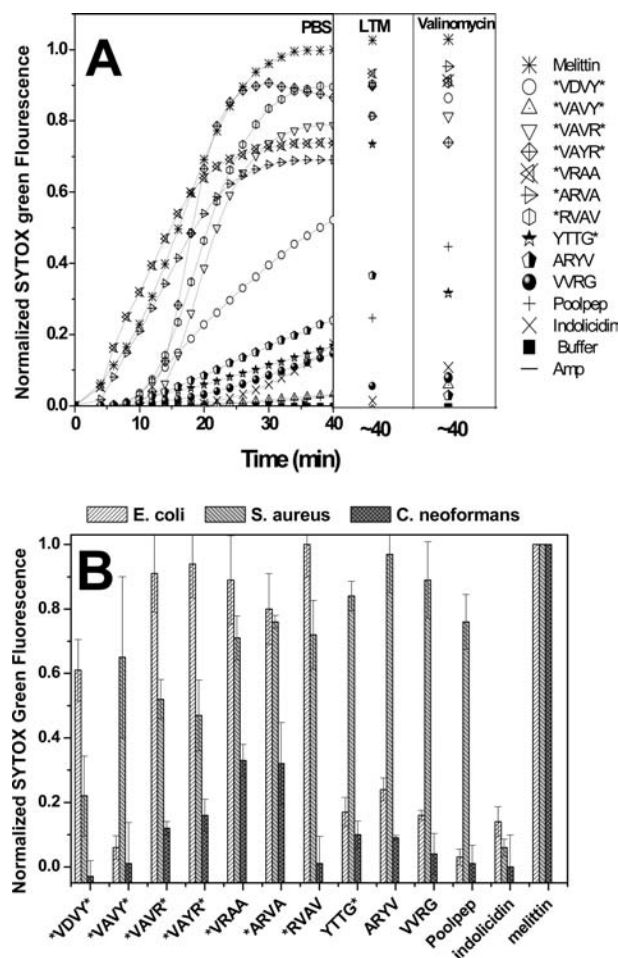 A
PBS
LTM
Valinomycin
Normalized SYTOX green Flourescence
1.0
0.8
0.6
0.4
0.2
0.0
0
10
20
30
40
~40
~40
Time (min)
Melittin
*VDVY*
*VAVY*
*VAVR*
*VAYR*
*VRAA
*ARVA
*RVAV
YTTG*
ARYV
VVRG
Poolpep
Indolicidin
Buffer
Amp
E. coli
S. aureus
C. neoformans
B
Normalized SYTOX Green Fluorescence
1.0
0.8
0.6
0.4
0.2
0.0
*VDVY*
*VAVY*
*VAVR*
*VAYR*
*VRAA
*ARVA
*RVAV
YTTG*
ARYV
VVRG
Poolpep
indolicidin
melittin